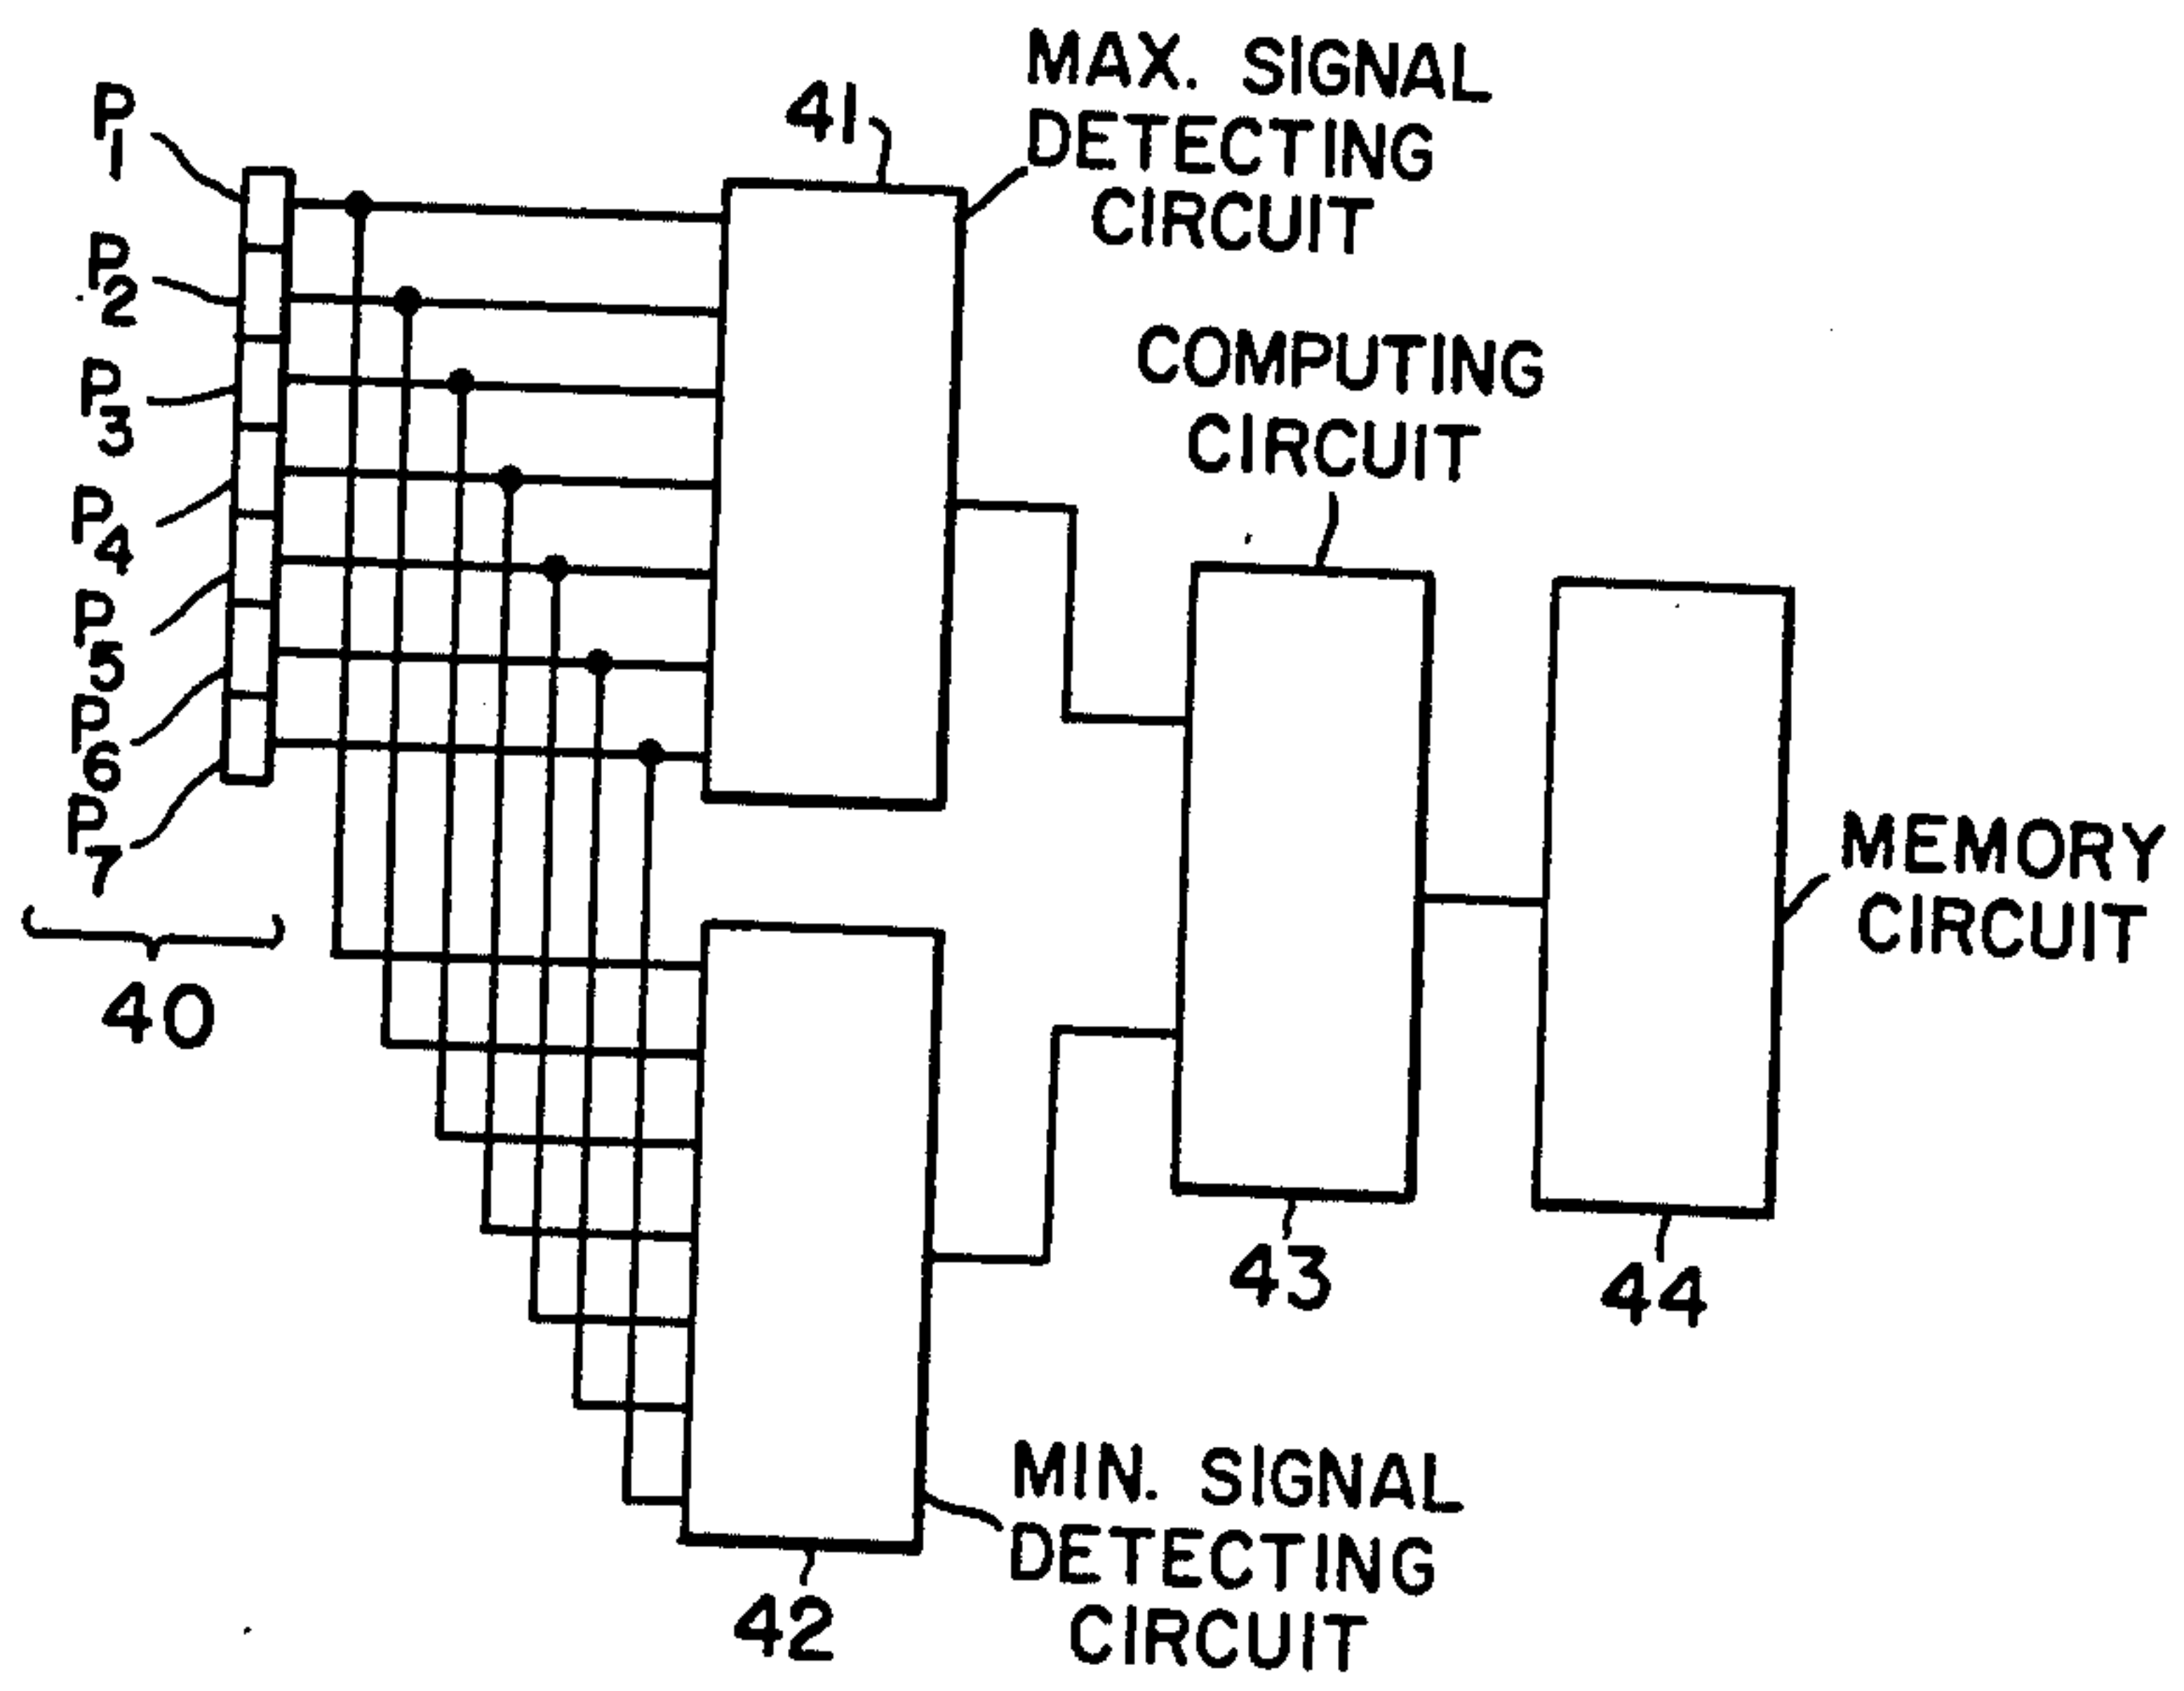 P1
P2
P3
P4
P5
P6
P7
40
41
MAX. SIGNAL
DETECTING
CIRCUIT
COMPUTING
CIRCUIT
MEMORY
CIRCUIT
43
44
MIN. SIGNAL
DETECTING
CIRCUIT
42